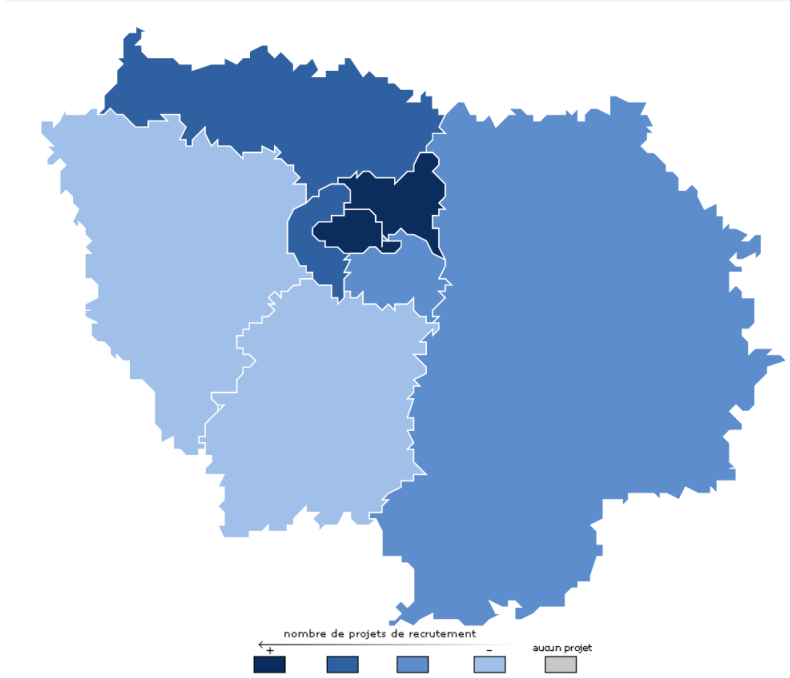 nombre de projets de recrutement
+
-
aucun projet